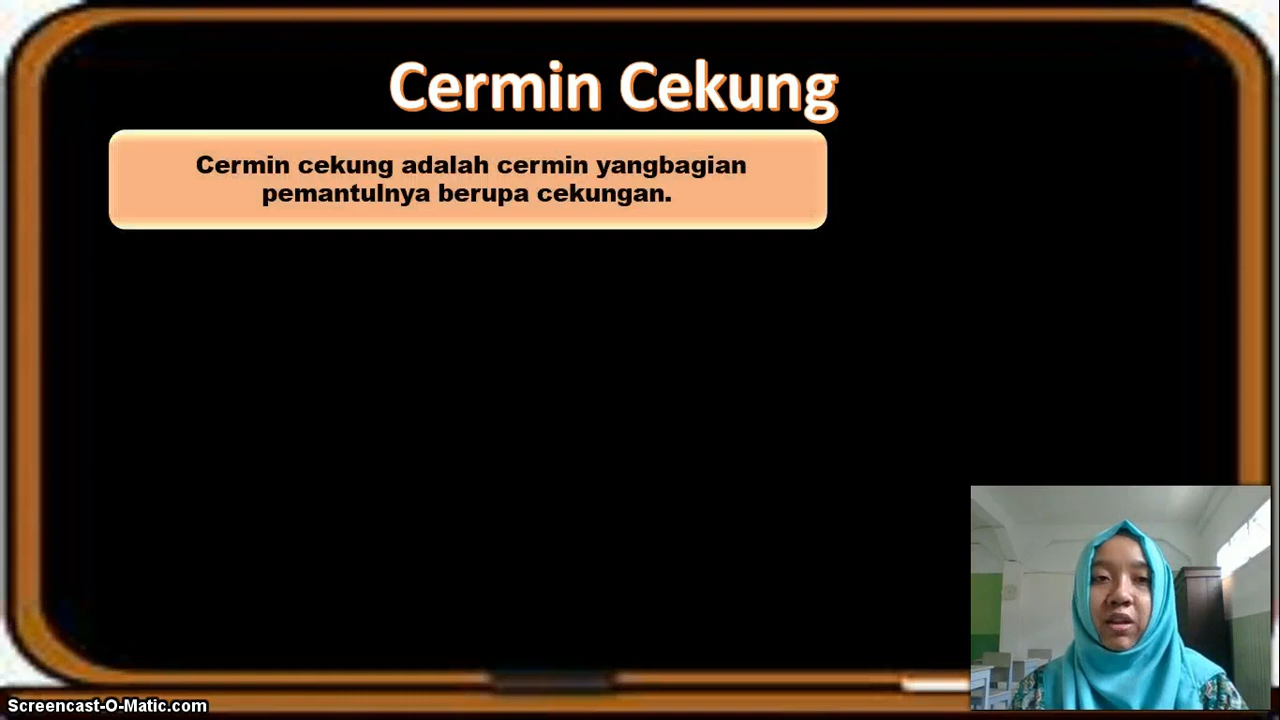 Cermin Cekung
Cermin cekung adalah cermin yangbagian
pemantulnya berupa cekungan.
Screencast-O-Matic.com